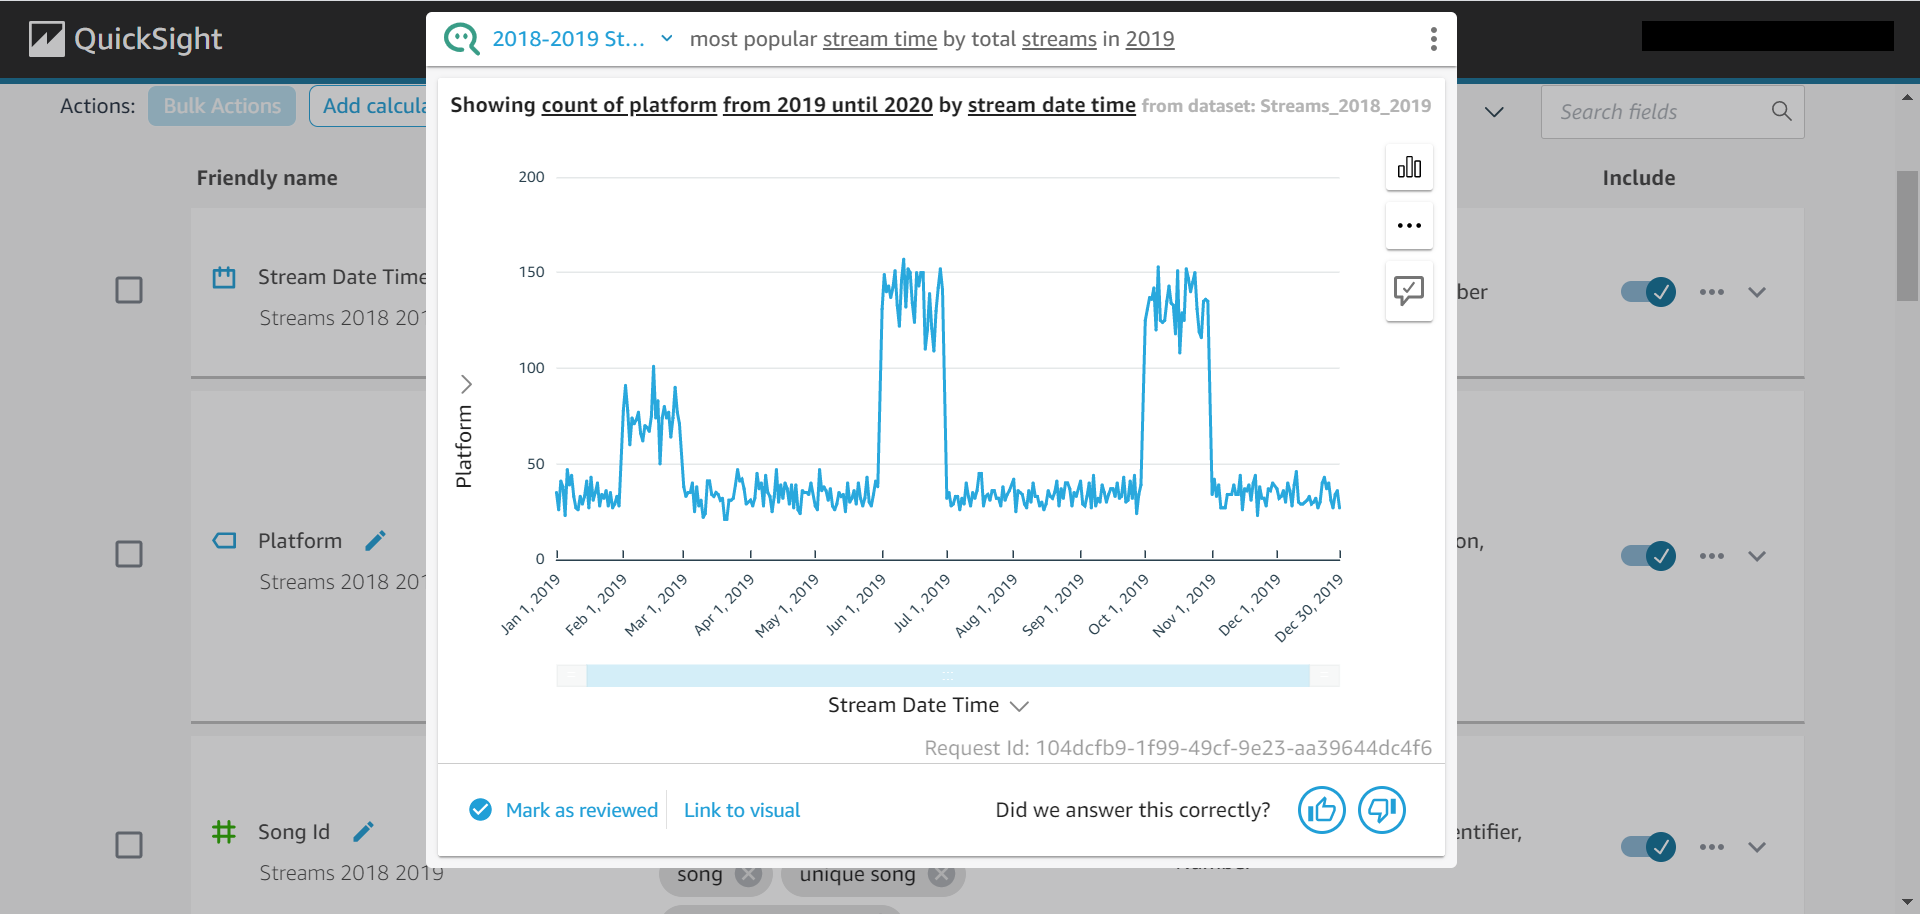 QuickSight
2018-2019 St... most popular stream time by total streams in 2019
Actions: Bulk Actions Add calcula
Search fields
Showing count of platform from 2019 until 2020 by stream date time from dataset: Streams_2018_2019
Friendly name
Include
200
150
100
50
0
Platform
Jan 1, 2019
Feb 1, 2019
Mar 1, 2019
Apr 1, 2019
May 1, 2019
Jun 1, 2019
Jul 1, 2019
Aug 1, 2019
Sep 1, 2019
Oct 1, 2019
Nov 1, 2019
Dec 1, 2019
Dec 30, 2019
Stream Date Time
Request Id: 104dcfb9-1f99-49cf-9e23-aa39644dc4f6
Mark as reviewed
Link to visual
Did we answer this correctly?
Stream Date Time
Streams 2018 201
ber
Platform
Streams 2018 201
on,
Song Id
Streams 2018 2019
entifier,
song
unique song